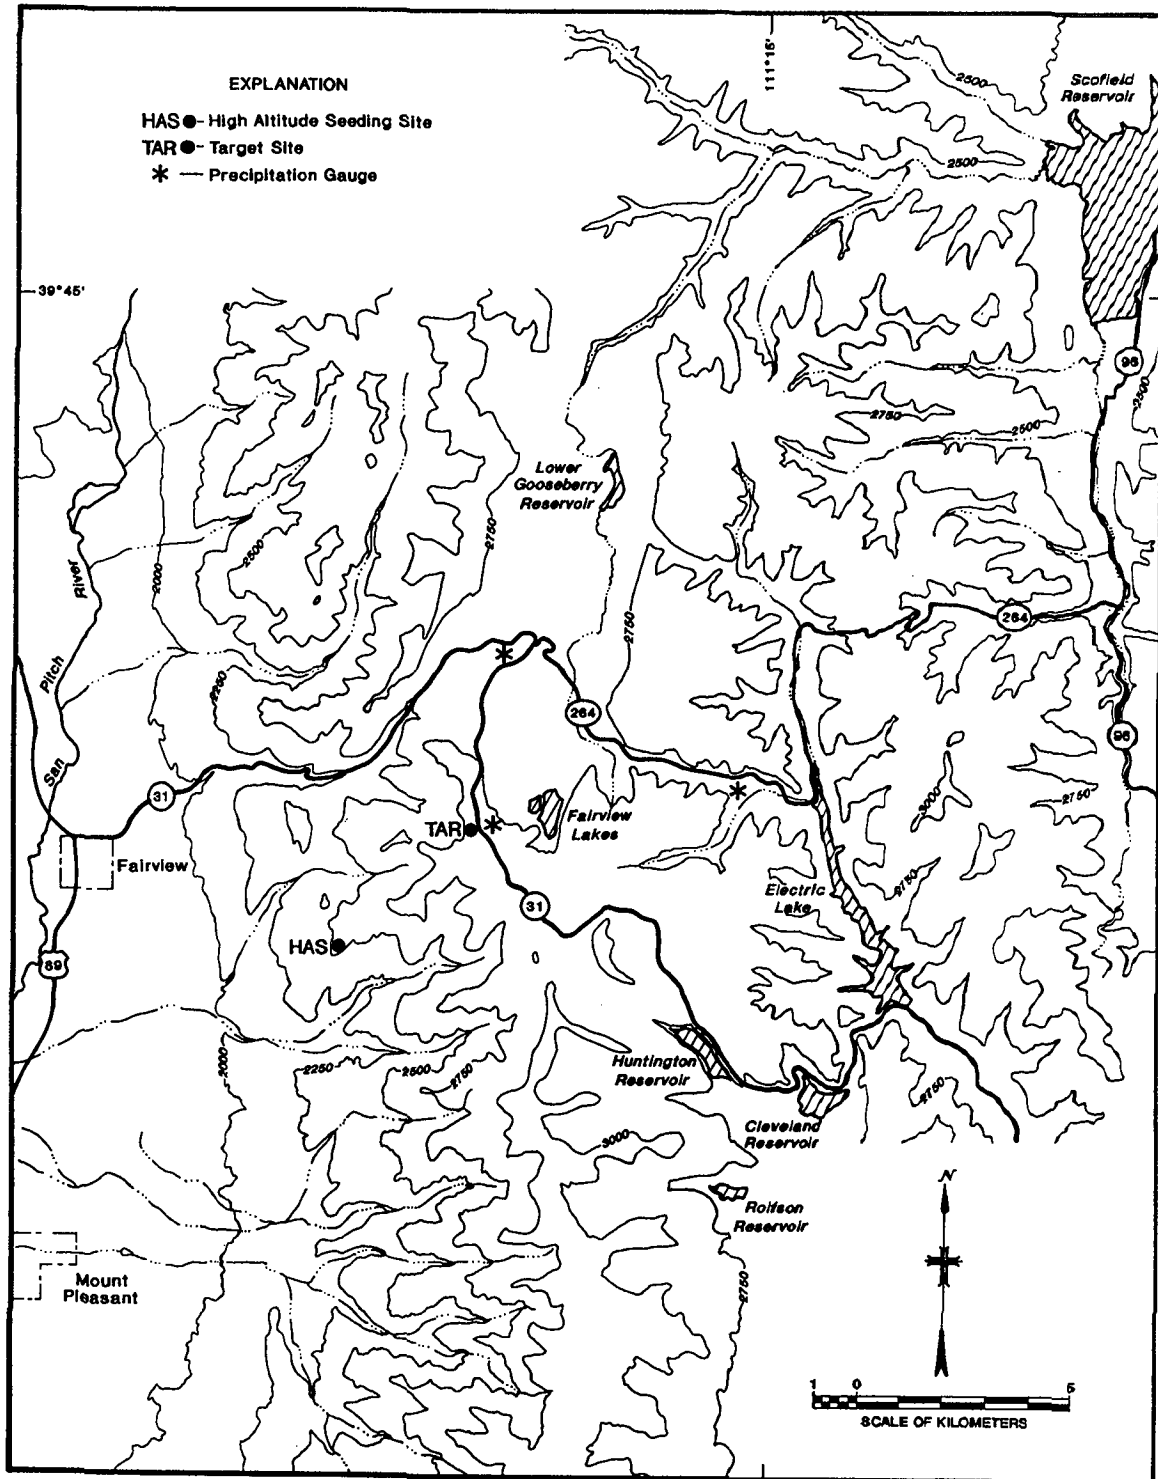 EXPLANATION
HAS - High Altitude Seeding Site
TAR - Target Site
* — Precipitation Gauge
111°15'
2500
Scofield
Reservoir
2500
39°45'
96
2500
2750
2500
Lower
Gooseberry
Reservoir
2750
2500
2000
River
264
2750
Pitch
2250
264
96
San
31
2750
3000
Fairview
Lakes
TAR
Fairview
Electric
Lake
2750
31
HAS
89
Huntington
Reservoir
2000
2250
2500
2750
2750
Cleveland
Reservoir
3000
N
Rolfson
Reservoir
Mount
Pleasant
2750
1 0 5
SCALE OF KILOMETERS